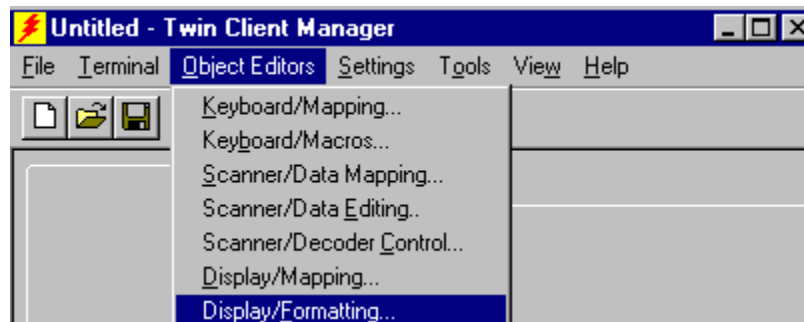 Untitled - Twin Client Manager
File Terminal Object Editors Settings Tools View Help
Keyboard/Mapping...
Keyboard/Macros...
Scanner/Data Mapping...
Scanner/Data Editing..
Scanner/Decoder Control...
Display/Mapping...
Display/Formatting...